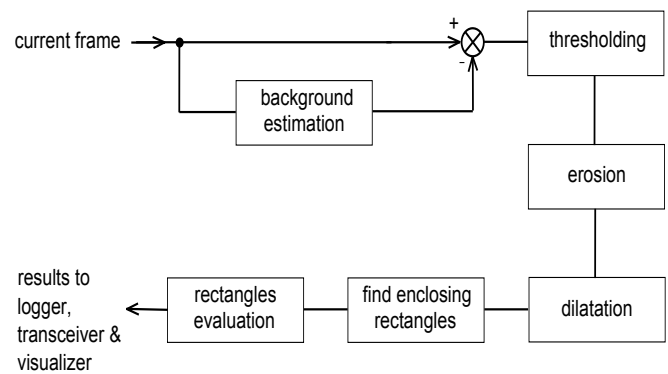 current frame
+
-
thresholding
background
estimation
erosion
dilatation
find enclosing
rectangles
rectangles
evaluation
results to
logger,
transceiver &
visualizer